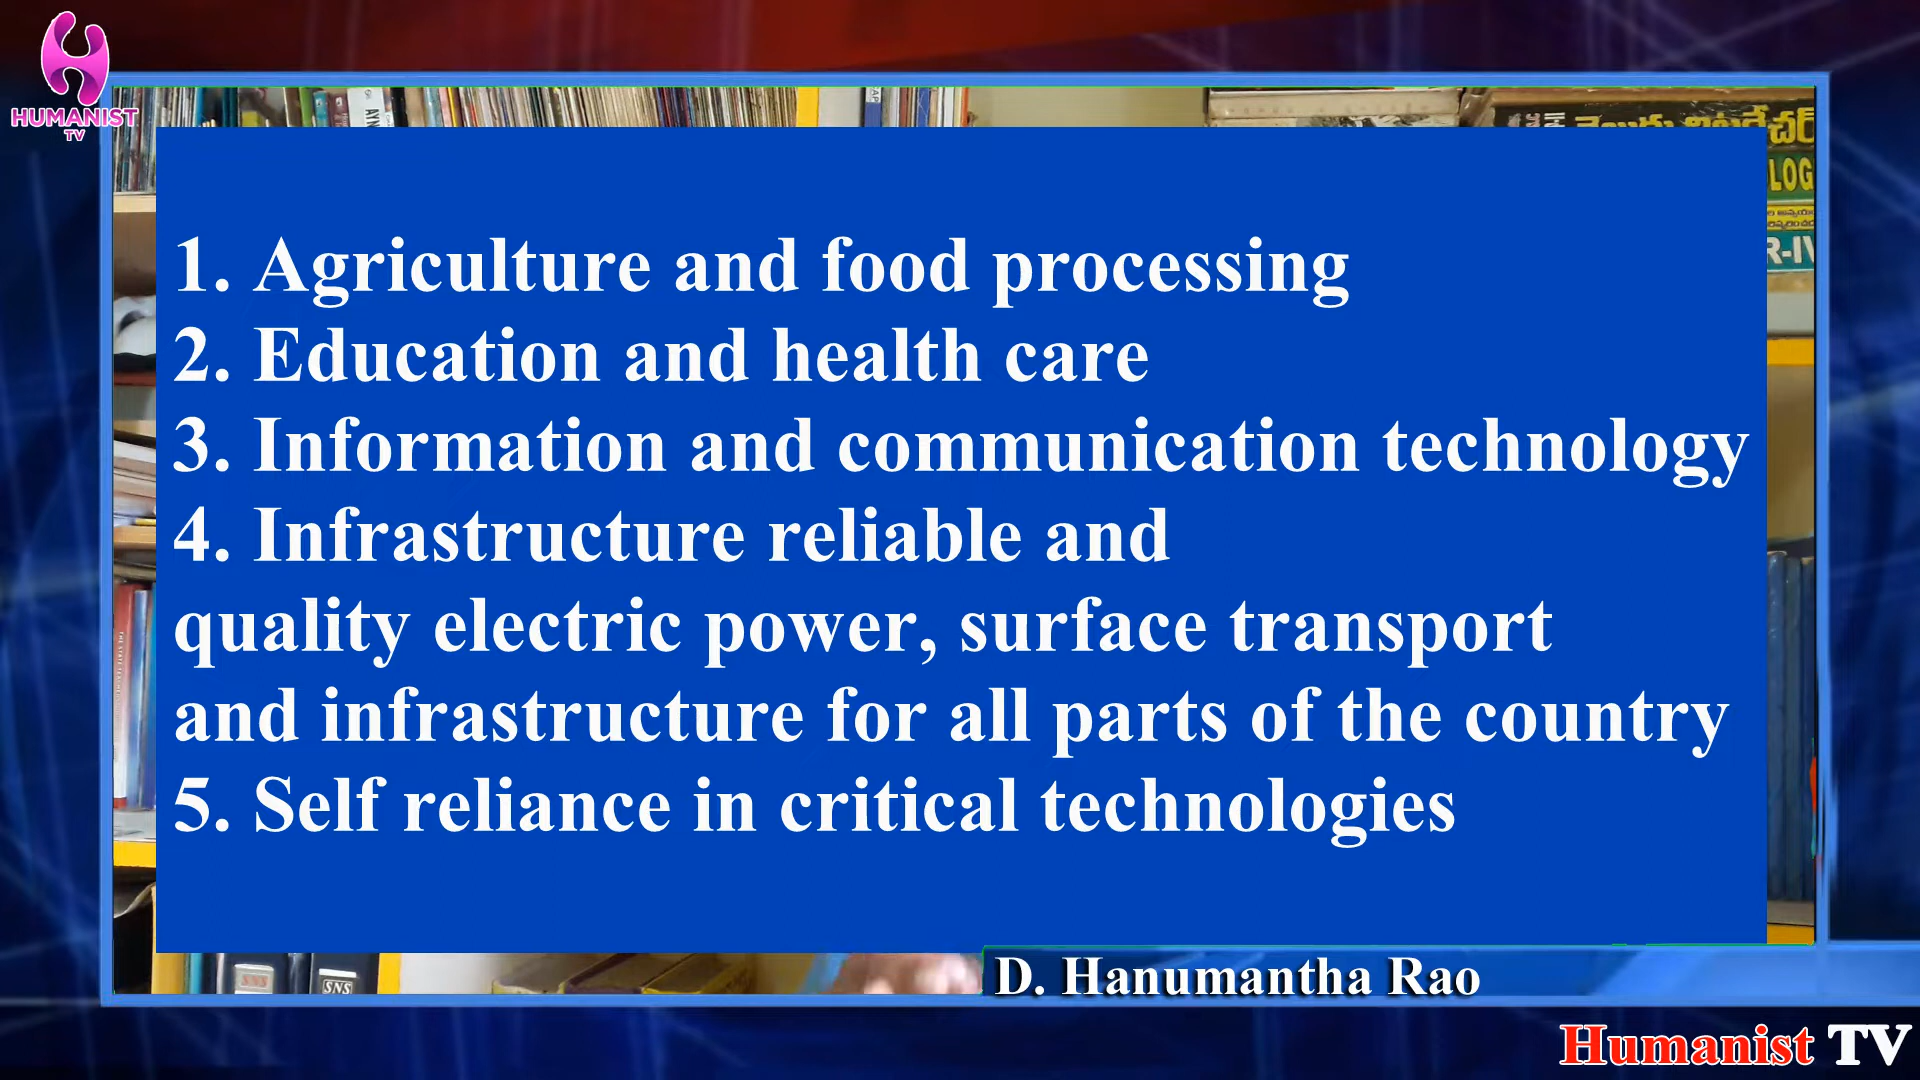 HUMANIST
TV
1. Agriculture and food processing
2. Education and health care
3. Information and communication technology
4. Infrastructure reliable and
quality electric power, surface transport
and infrastructure for all parts of the country
5. Self reliance in critical technologies
SNS
SNS
D. Hanumantha Rao
Humanist TV